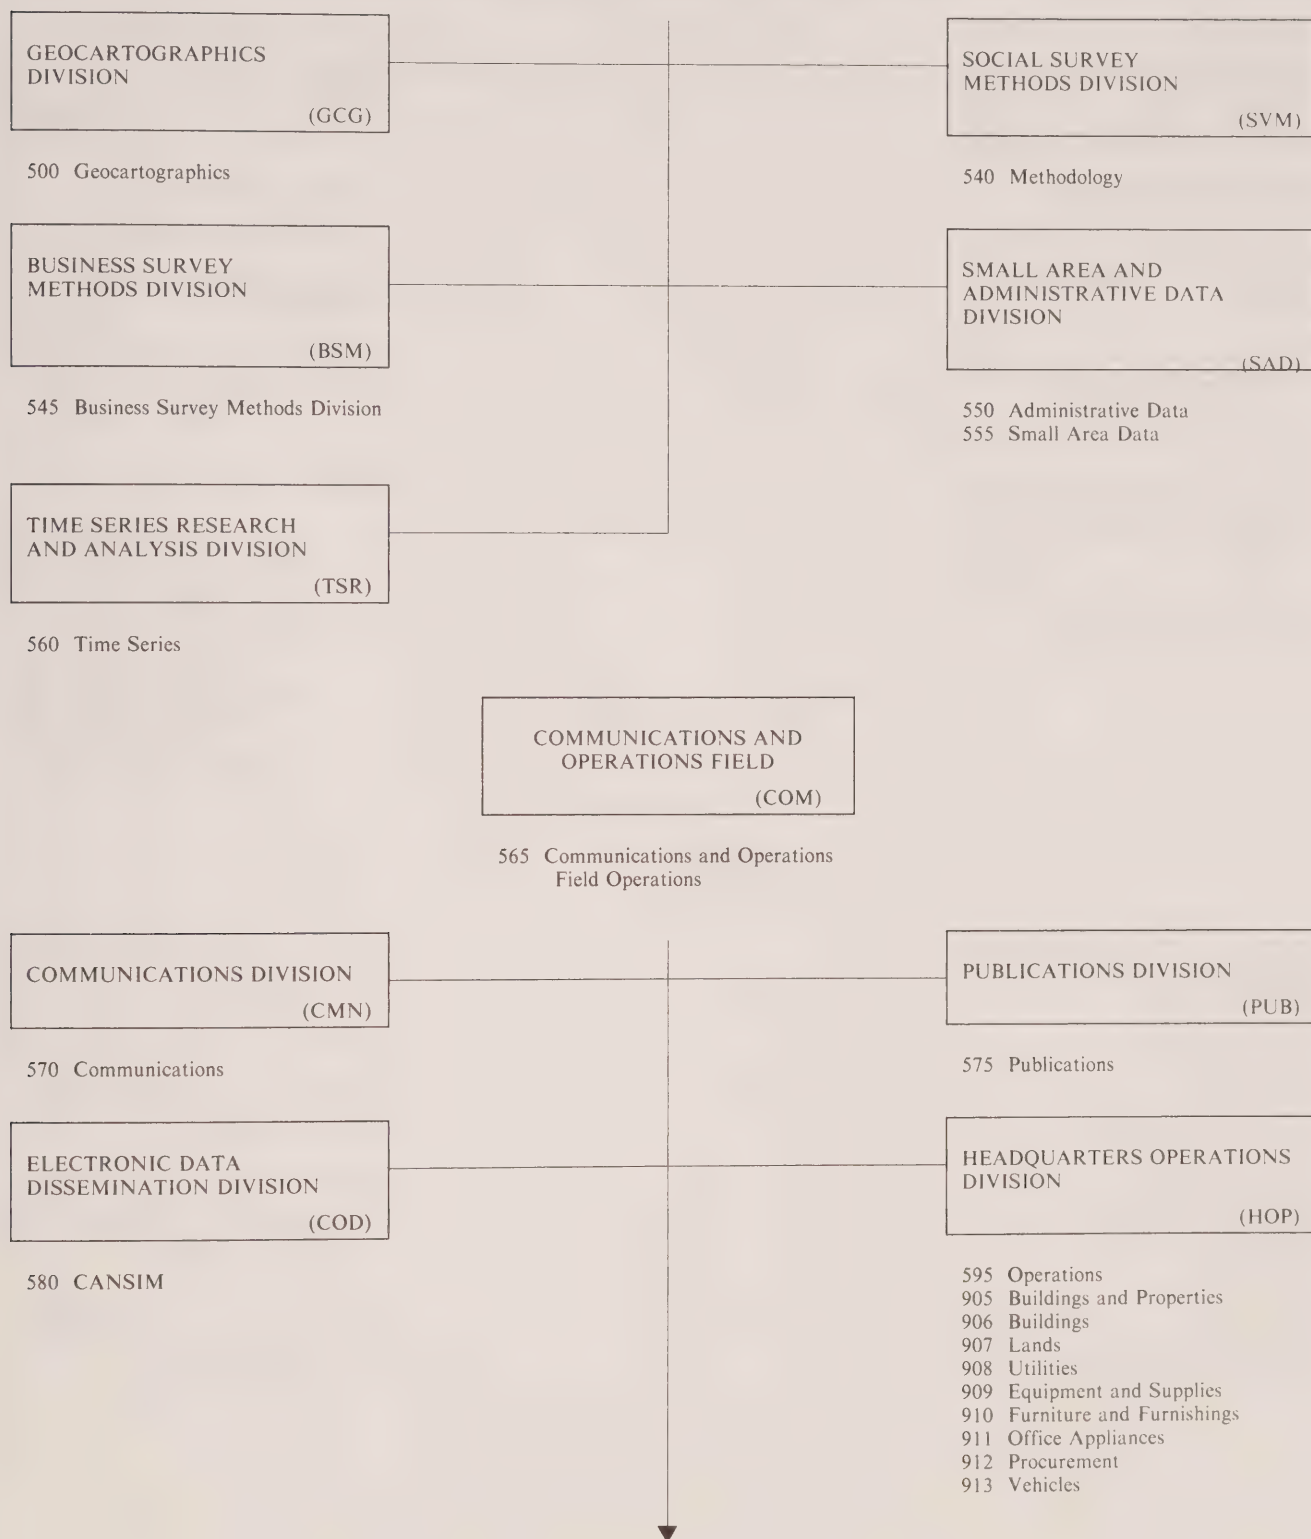 GEOCARTOGRAPHICS
DIVISION
(GCG)
500 Geocartographics
SOCIAL SURVEY
METHODS DIVISION
(SVM)
540 Methodology
BUSINESS SURVEY
METHODS DIVISION
(BSM)
545 Business Survey Methods Division
SMALL AREA AND
ADMINISTRATIVE DATA
DIVISION
(SAD)
550 Administrative Data
555 Small Area Data
TIME SERIES RESEARCH
AND ANALYSIS DIVISION
(TSR)
560 Time Series
COMMUNICATIONS AND
OPERATIONS FIELD
(COM)
565 Communications and Operations
Field Operations
COMMUNICATIONS DIVISION
(CMN)
570 Communications
PUBLICATIONS DIVISION
(PUB)
575 Publications
ELECTRONIC DATA
DISSEMINATION DIVISION
(COD)
580 CANSIM
HEADQUARTERS OPERATIONS
DIVISION
(HOP)
595 Operations
905 Buildings and Properties
906 Buildings
907 Lands
908 Utilities
909 Equipment and Supplies
910 Furniture and Furnishings
911 Office Appliances
912 Procurement
913 Vehicles